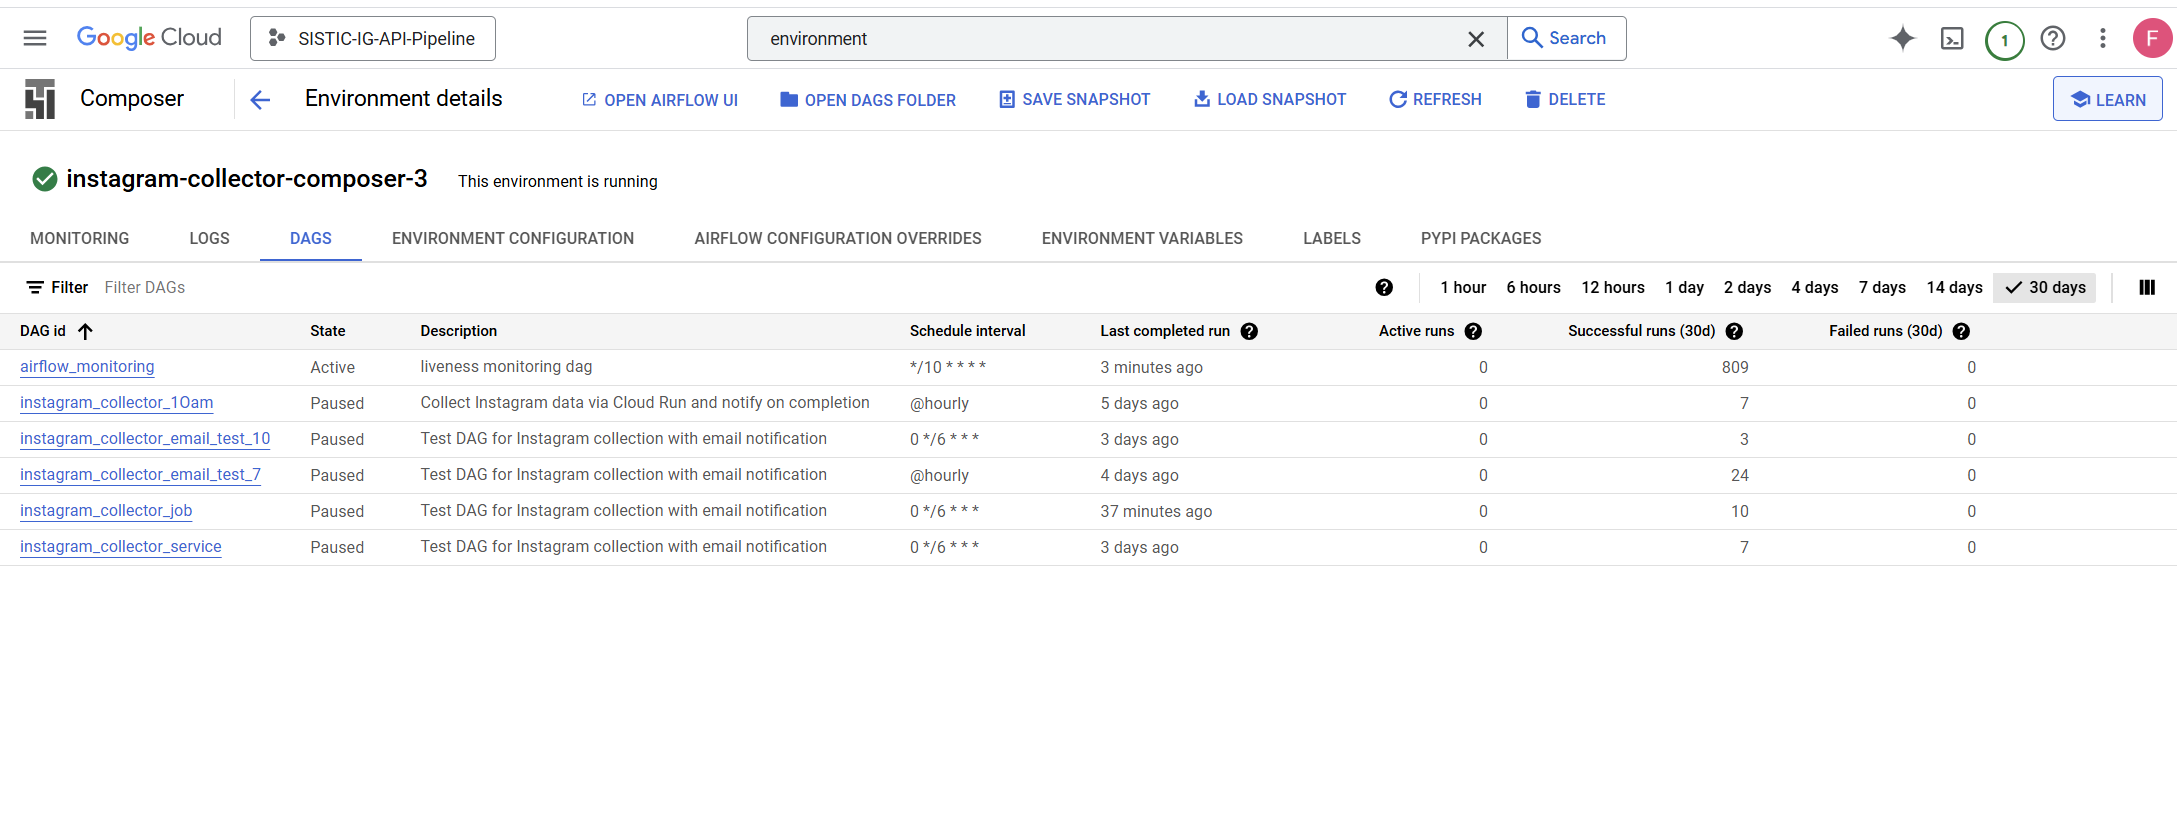 Google Cloud SISTIC-IG-API-Pipeline environment Search 1 F
Composer Environment details OPEN AIRFLOW UI OPEN DAGS FOLDER SAVE SNAPSHOT LOAD SNAPSHOT REFRESH DELETE LEARN
instagram-collector-composer-3 This environment is running
MONITORING LOGS DAGS ENVIRONMENT CONFIGURATION AIRFLOW CONFIGURATION OVERRIDES ENVIRONMENT VARIABLES LABELS PYPI PACKAGES
Filter Filter DAGs 1 hour 6 hours 12 hours 1 day 2 days 4 days 7 days 14 days 30 days
DAG id State Description Schedule interval Last completed run Active runs Successful runs (30d) Failed runs (30d)
airflow_monitoring Active liveness monitoring dag */10 * * * * 3 minutes ago 0 809 0
instagram_collector_1Oam Paused Collect Instagram data via Cloud Run and notify on completion @hourly 5 days ago 0 7 0
instagram_collector_email_test_10 Paused Test DAG for Instagram collection with email notification 0 */6 * * * 3 days ago 0 3 0
instagram_collector_email_test_7 Paused Test DAG for Instagram collection with email notification @hourly 4 days ago 0 24 0
instagram_collector_job Paused Test DAG for Instagram collection with email notification 0 */6 * * * 37 minutes ago 0 10 0
instagram_collector_service Paused Test DAG for Instagram collection with email notification 0 */6 * * * 3 days ago 0 7 0